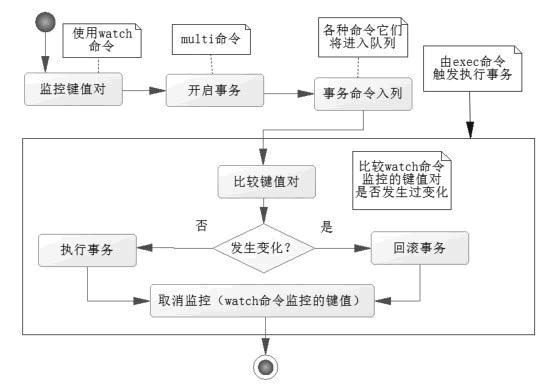 使用watch
命令
multi命令
各种命令它们
将进入队列
由exec命令
触发执行事务
监控键值对
开启事务
事务命令入列
比较键值对
比较watch命令
监控的键值对
是否发生过变化
否
发生变化？
是
执行事务
回滚事务
取消监控（watch命令监控的键值）